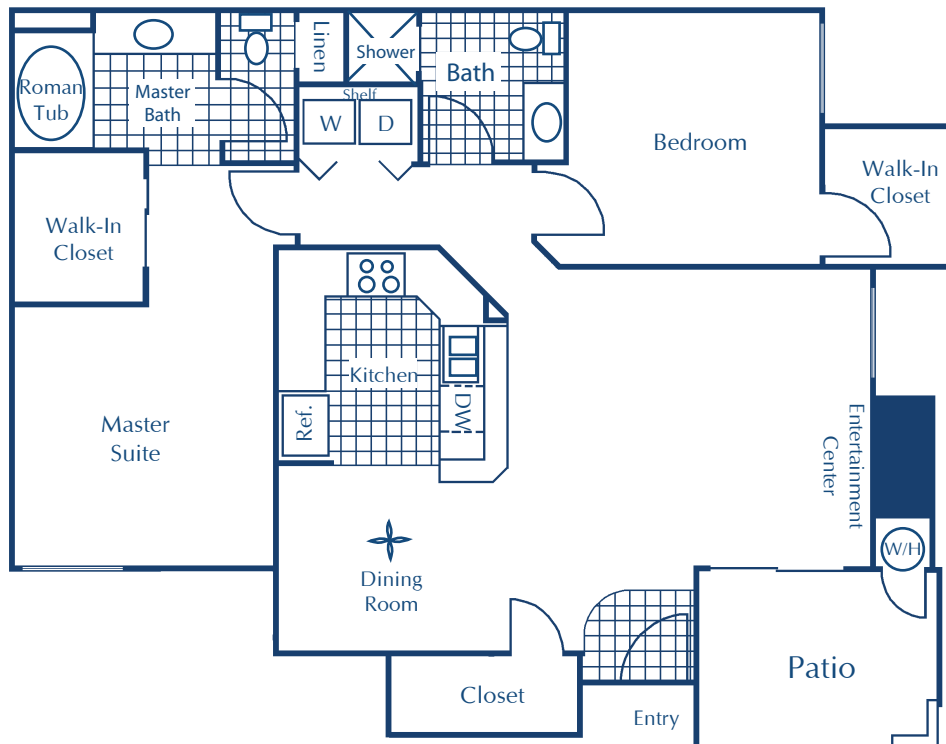 Linen
Shower
Bath
Roman
Tub
Master
Bath
Shelf
W
D
Bedroom
Walk-In
Closet
Walk-In
Closet
Kitchen
Ref.
DW
Master
Suite
Entertainment
Center
W/H
Dining
Room
Patio
Closet
Entry